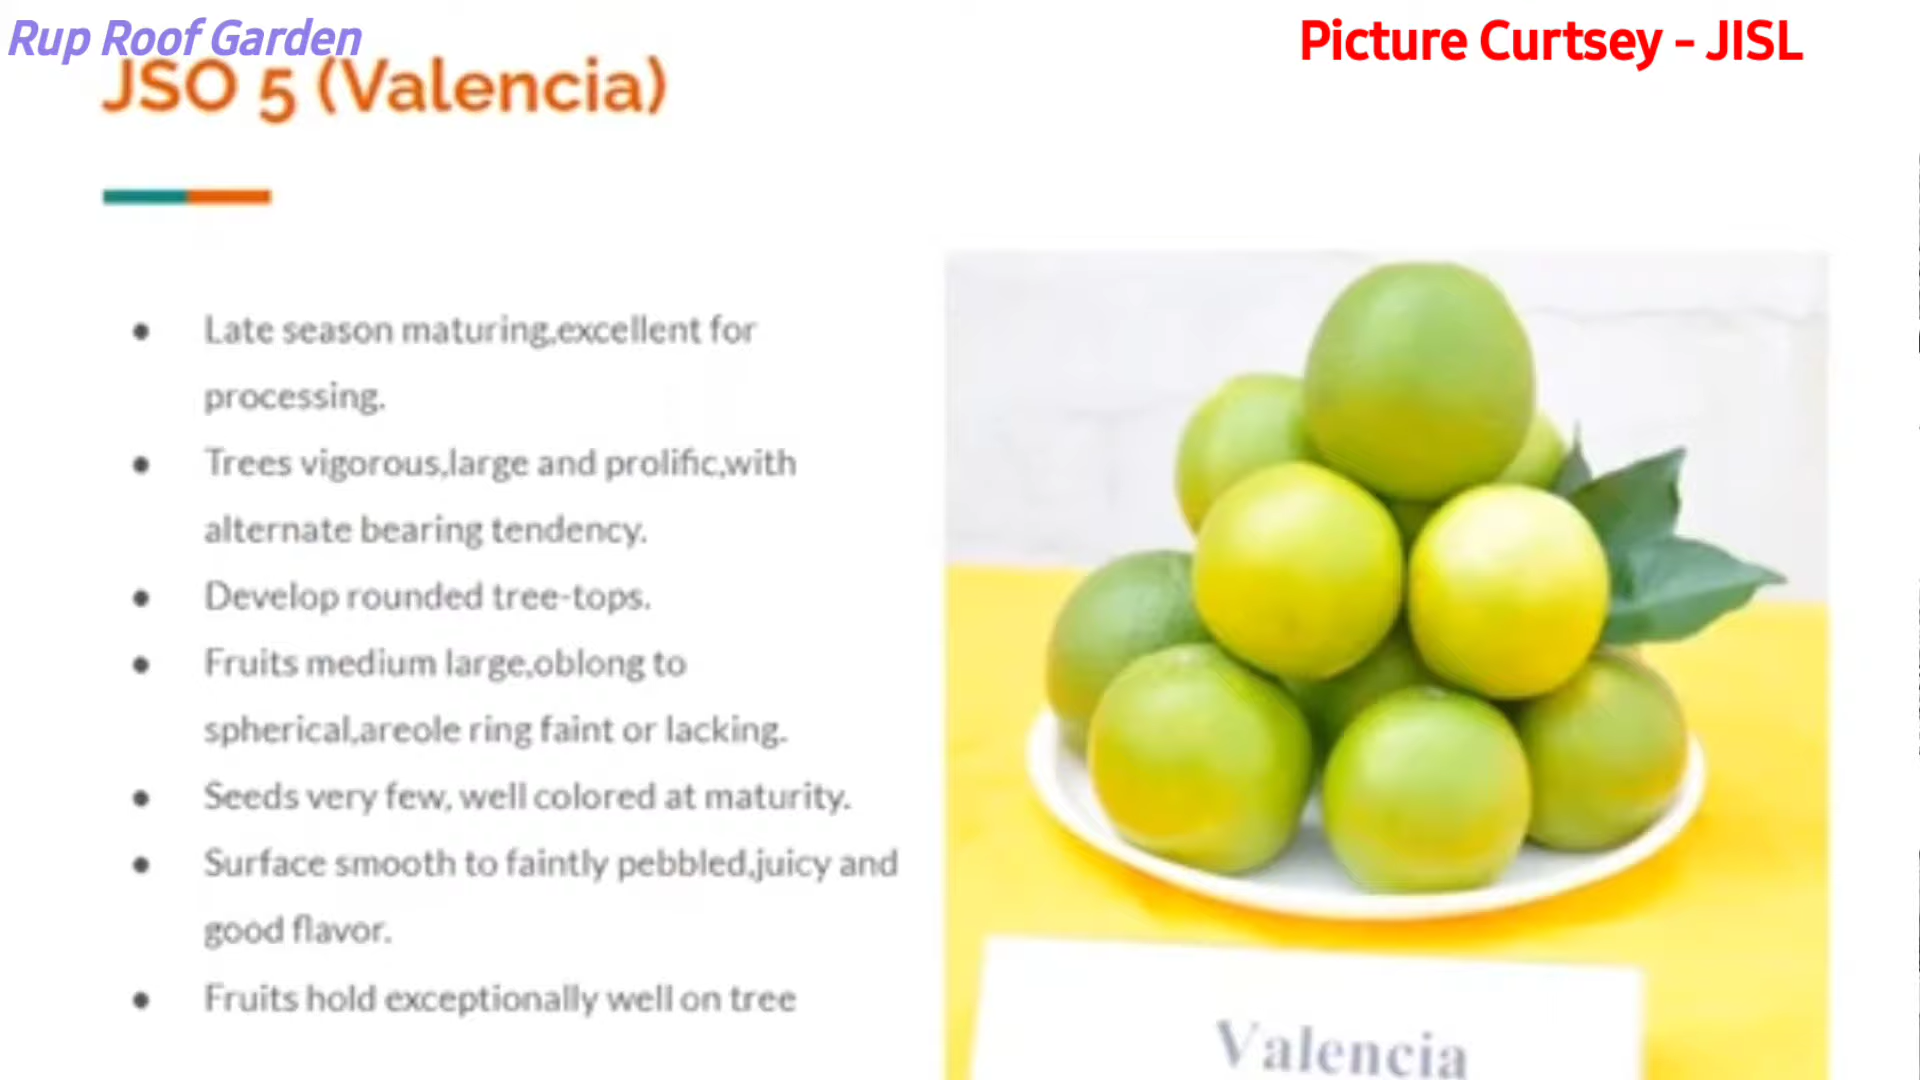 Rup Roof Garden
Picture Curtsey - JISL
JSO 5 (Valencia)
● Late season maturing,excellent for
processing.
● Trees vigorous,large and prolific,with
alternate bearing tendency.
● Develop rounded tree-tops.
● Fruits medium large,oblong to
spherical,areole ring faint or lacking.
● Seeds very few, well colored at maturity.
● Surface smooth to faintly pebbled,juicy and
good flavor.
● Fruits hold exceptionally well on tree
Valencia